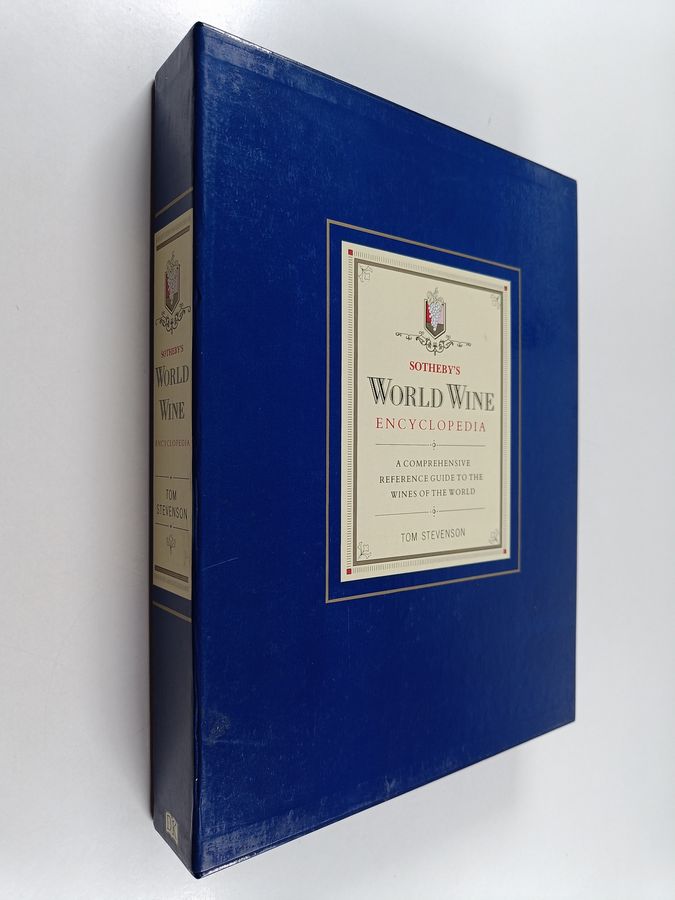 SOTHEBY'S
WORLD
WINE
ENCYCLOPEDIA
TOM
STEVENSON
DK
SOTHEBY'S
WORLD WINE
ENCYCLOPEDIA
A COMPREHENSIVE
REFERENCE GUIDE TO THE
WINES OF THE WORLD
TOM STEVENSON